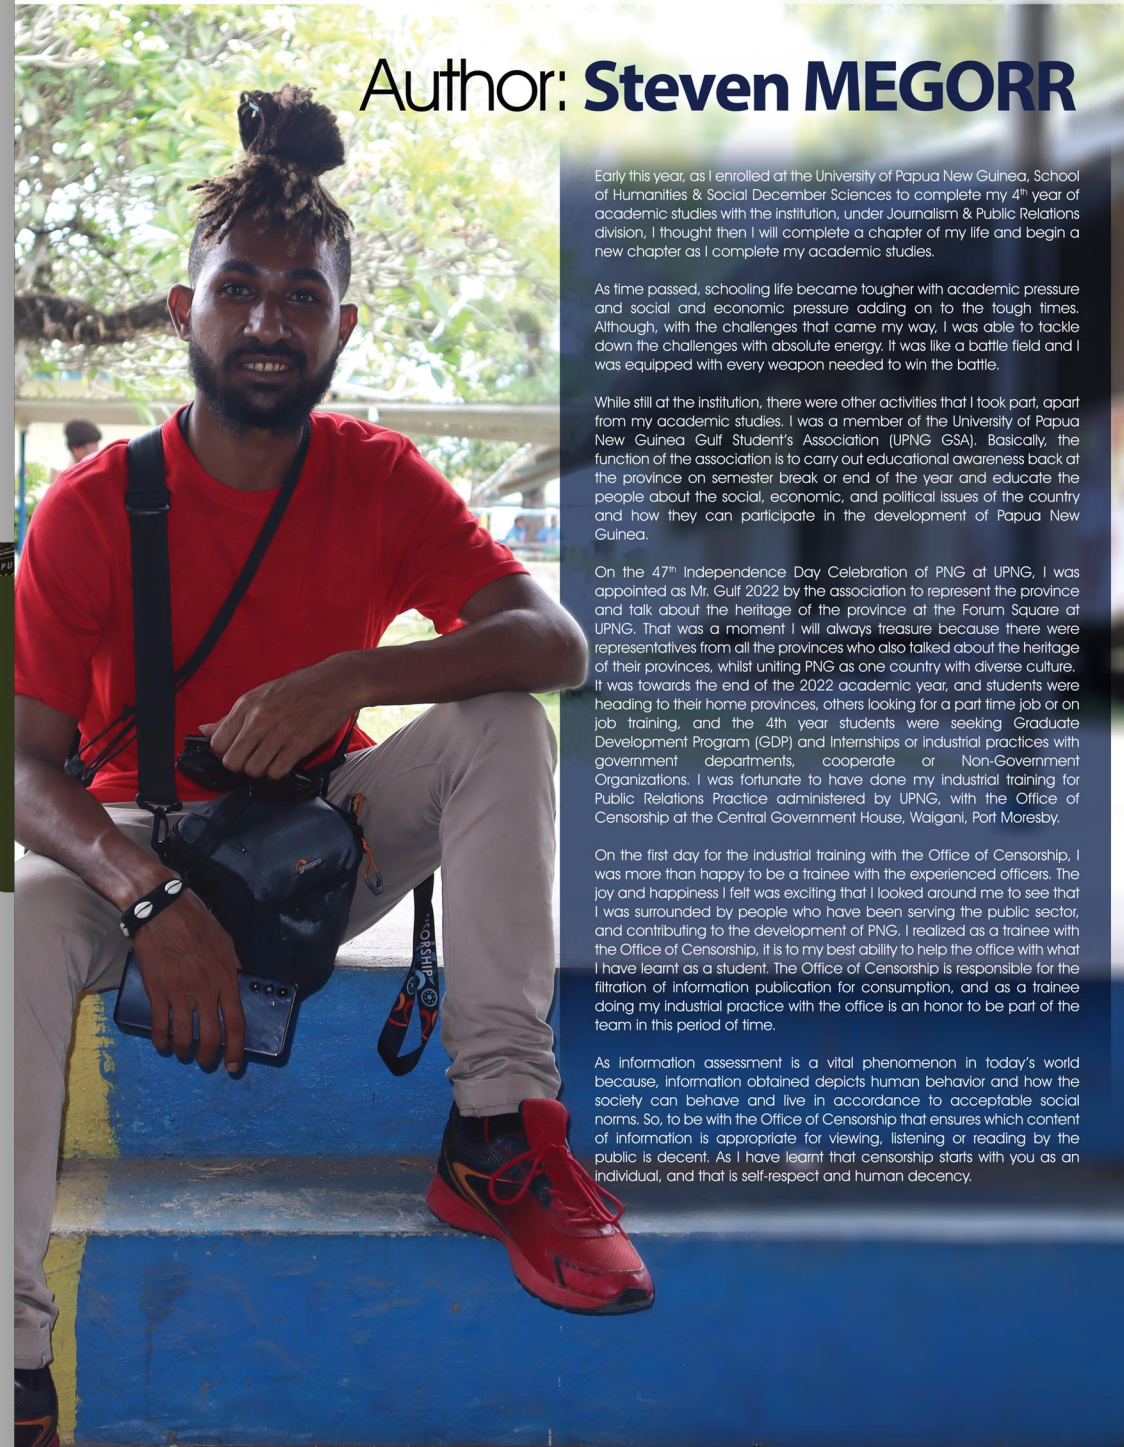 Author: Steven MEGORR
Early this year, as I enrolled at the University of Papua New Guinea, School
of Humanities & Social December Sciences to complete my 4th year of
academic studies with the institution, under Journalism & Public Relations
division, I thought then I will complete a chapter of my life and begin a
new chapter as I complete my academic studies.
As time passed, schooling life became tougher with academic pressure
and social and economic pressure adding on to the tough times.
Although, with the challenges that came my way, I was able to tackle
down the challenges with absolute energy. It was like a battle field and I
was equipped with every weapon needed to win the battle.
While still at the institution, there were other activities that I took part, apart
from my academic studies. I was a member of the University of Papua
New Guinea Gulf Student's Association (UPNG GSA). Basically, the
function of the association is to carry out educational awareness back at
the province on semester break or end of the year and educate the
people about the social, economic, and political issues of the country
and how they can participate in the development of Papua New
Guinea.
On the 47th Independence Day Celebration of PNG at UPNG, I was
appointed as Mr. Gulf 2022 by the association to represent the province
and talk about the heritage of the province at the Forum Square at
UPNG. That was a moment I will always treasure because there were
representatives from all the provinces who also talked about the heritage
of their provinces, whilst uniting PNG as one country with diverse culture.
It was towards the end of the 2022 academic year, and students were
heading to their home provinces, others looking for a part time job or on
job training, and the 4th year students were seeking Graduate
Development Program (GDP) and Internships or industrial practices with
government departments, cooperate or Non-Government
Organizations. I was fortunate to have done my industrial training for
Public Relations Practice administered by UPNG, with the Office of
Censorship at the Central Government House, Waigani, Port Moresby.
On the first day for the industrial training with the Office of Censorship, I
was more than happy to be a trainee with the experienced officers. The
joy and happiness I felt was exciting that I looked around me to see that
I was surrounded by people who have been serving the public sector,
and contributing to the development of PNG. I realized as a trainee with
the Office of Censorship, it is to my best ability to help the office with what
I have learnt as a student. The Office of Censorship is responsible for the
filtration of information publication for consumption, and as a trainee
doing my industrial practice with the office is an honor to be part of the
team in this period of time.
As information assessment is a vital phenomenon in today's world
because, information obtained depicts human behavior and how the
society can behave and live in accordance to acceptable social
norms. So, to be with the Office of Censorship that ensures which content
of information is appropriate for viewing, listening or reading by the
public is decent. As I have learnt that censorship starts with you as an
individual, and that is self-respect and human decency.
lowepro
PU